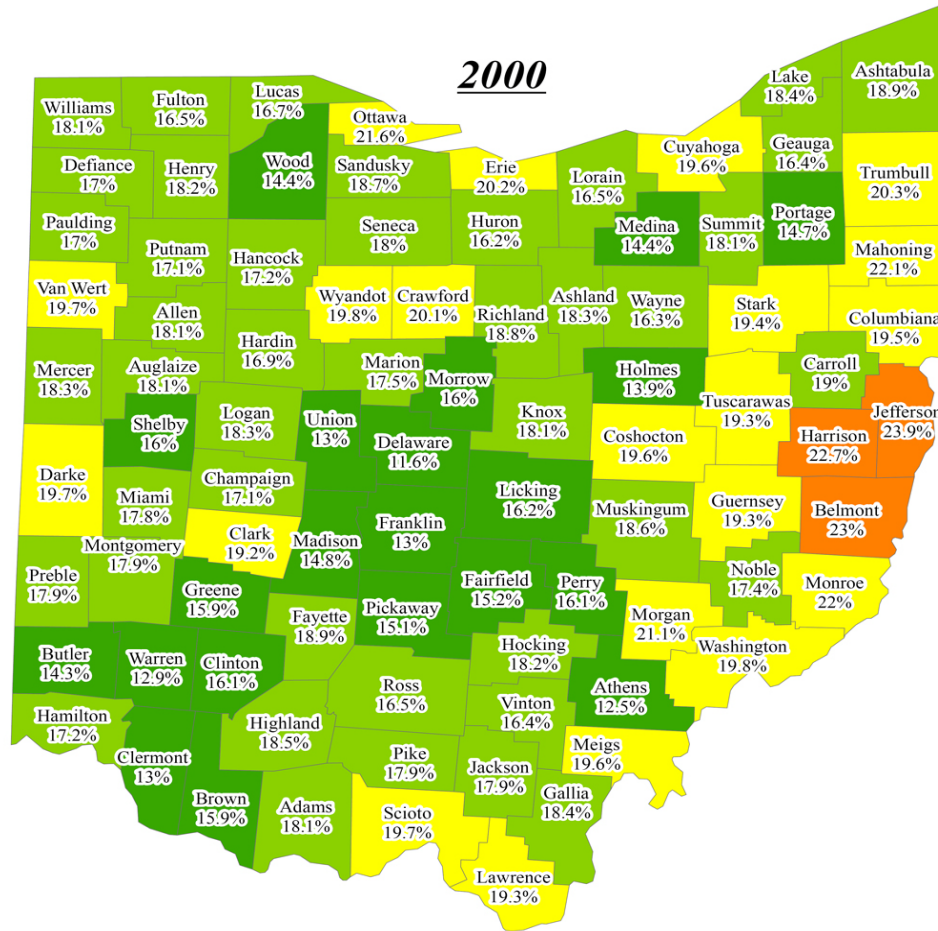 2000
Williams
18.1%
Fulton
16.5%
Lucas
16.7%
Ottawa
21.6%
Lake
18.4%
Ashtabula
18.9%
Defiance
17%
Henry
18.2%
Wood
14.4%
Sandusky
18.7%
Erie
20.2%
Lorain
16.5%
Cuyahoga
19.6%
Geauga
16.4%
Trumbull
20.3%
Paulding
17%
Putnam
17.1%
Hancock
17.2%
Seneca
18%
Huron
16.2%
Medina
14.4%
Summit
18.1%
Portage
14.7%
Mahoning
22.1%
Van Wert
19.7%
Allen
18.1%
Wyandot
19.8%
Crawford
20.1%
Richland
18.8%
Ashland
18.3%
Wayne
16.3%
Stark
19.4%
Columbiana
19.5%
Mercer
18.3%
Auglaize
18.1%
Hardin
16.9%
Marion
17.5%
Morrow
16%
Holmes
13.9%
Tuscarawas
19.3%
Carroll
19%
Jefferson
23.9%
Shelby
16%
Logan
18.3%
Union
13%
Delaware
11.6%
Knox
18.1%
Coshocton
19.6%
Harrison
22.7%
Darke
19.7%
Miami
17.8%
Champaign
17.1%
Clark
19.2%
Madison
14.8%
Franklin
13%
Licking
16.2%
Muskingum
18.6%
Guernsey
19.3%
Belmont
23%
Preble
17.9%
Montgomery
17.9%
Greene
15.9%
Fayette
18.9%
Pickaway
15.1%
Fairfield
15.2%
Perry
16.1%
Morgan
21.1%
Noble
17.4%
Monroe
22%
Butler
14.3%
Warren
12.9%
Clinton
16.1%
Ross
16.5%
Hocking
18.2%
Vinton
16.4%
Athens
12.5%
Washington
19.8%
Hamilton
17.2%
Clermont
13%
Highland
18.5%
Pike
17.9%
Jackson
17.9%
Meigs
19.6%
Brown
15.9%
Adams
18.1%
Scioto
19.7%
Gallia
18.4%
Lawrence
19.3%